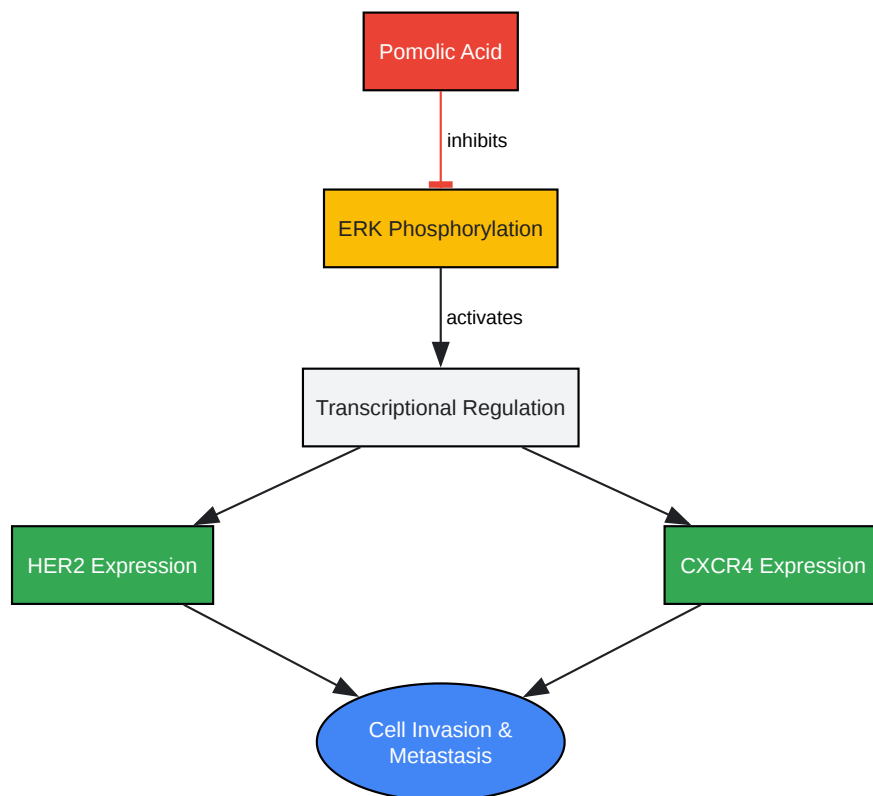 Pomolic Acid
inhibits
ERK Phosphorylation
activates
Transcriptional Regulation
HER2 Expression
CXCR4 Expression
Cell Invasion &
Metastasis